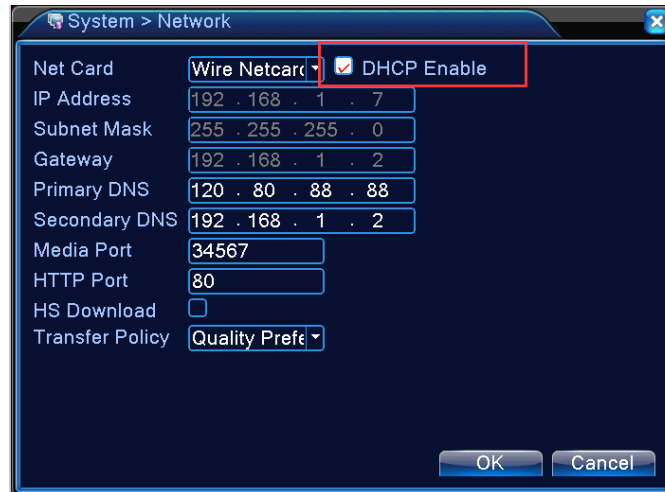 System > Network
Net Card Wire Netcar DHCP Enable
IP Address 192 . 168 . 1 . 7
Subnet Mask 255 . 255 . 255 . 0
Gateway 192 . 168 . 1 . 2
Primary DNS 120 . 80 . 88 . 88
Secondary DNS 192 . 168 . 1 . 2
Media Port 34567
HTTP Port 80
HS Download
Transfer Policy Quality Prefe
OK Cancel